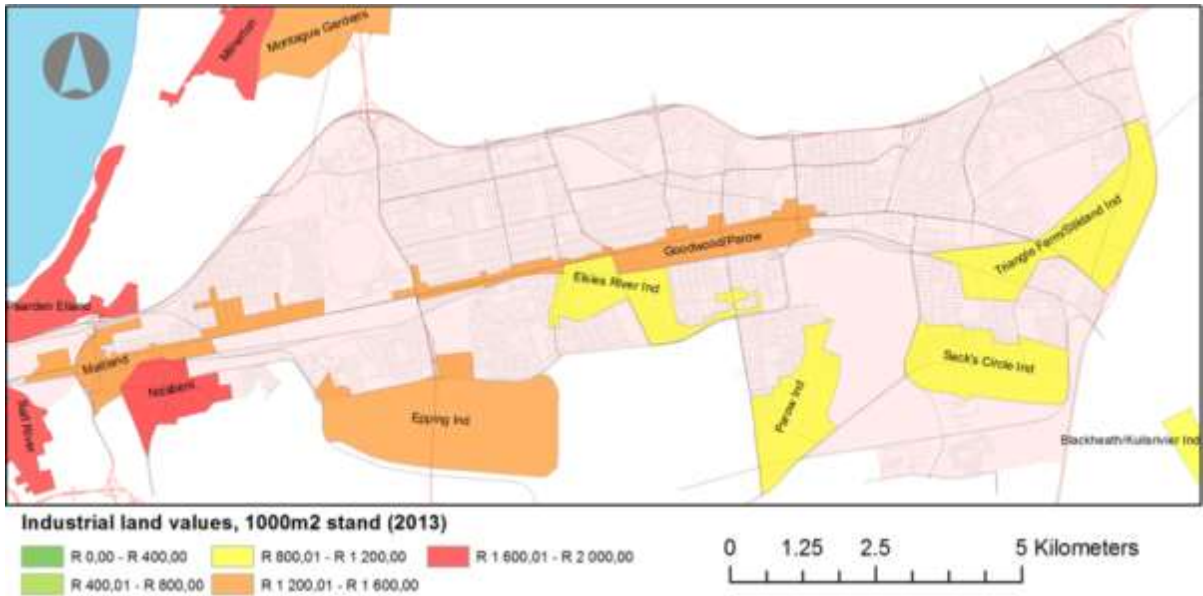 Milnerton
Montague Gardens
Triangle Farm/Stikland Ind
Goodwood/Parow
Elsies River Ind
Paarden Eiland
Maitland
Ndabeni
Sack's Circle Ind
Salt River
Epping Ind
Parow Ind
Blackheath/Kuilsrivier Ind
Industrial land values, 1000m2 stand (2013)
R 0,00 - R 400,00
R 800,01 - R 1 200,00
R 1 600,01 - R 2 000,00
R 400,01 - R 800,00
R 1 200,01 - R 1 600,00
0 1.25 2.5 5 Kilometers